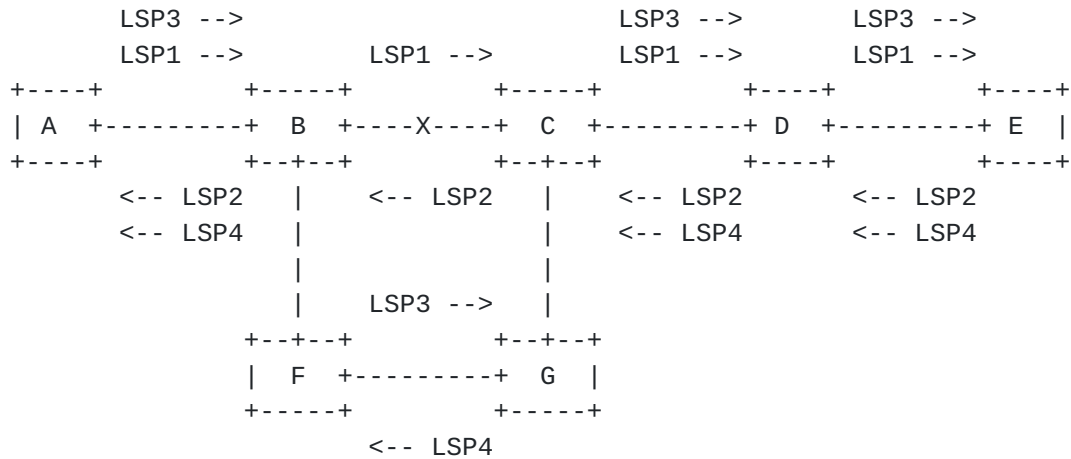 LSP3 --> LSP3 --> LSP3 -->
LSP1 --> LSP1 --> LSP1 --> LSP1 -->
A B X C D E
<-- LSP2 <-- LSP2 <-- LSP2 <-- LSP2
<-- LSP4 <-- LSP4 <-- LSP4
LSP3 -->
F G
<-- LSP4